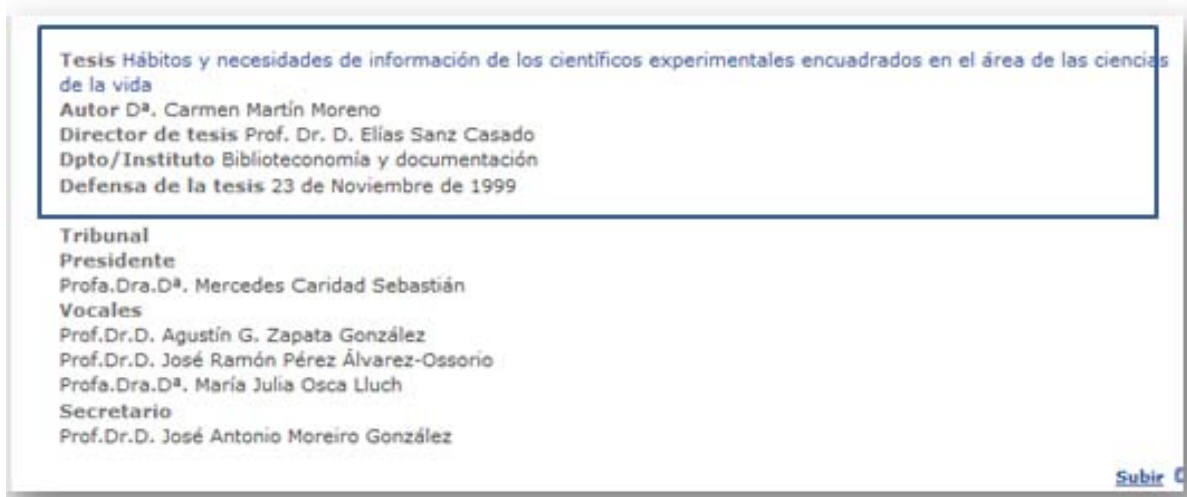 Tesis Hábitos y necesidades de información de los científicos experimentales encuadrados en el área de las ciencias
de la vida
Autor Dª. Carmen Martín Moreno
Director de tesis Prof. Dr. D. Elías Sanz Casado
Dpto/Instituto Biblioteconomía y documentación
Defensa de la tesis 23 de Noviembre de 1999
Tribunal
Presidente
Profa.Dra.Dª. Mercedes Caridad Sebastián
Vocales
Prof.Dr.D. Agustín G. Zapata González
Prof.Dr.D. José Ramón Pérez Álvarez-Ossorio
Profa.Dra.Dª. María Julia Osca Lluch
Secretario
Prof.Dr.D. José Antonio Moreiro González
Subir